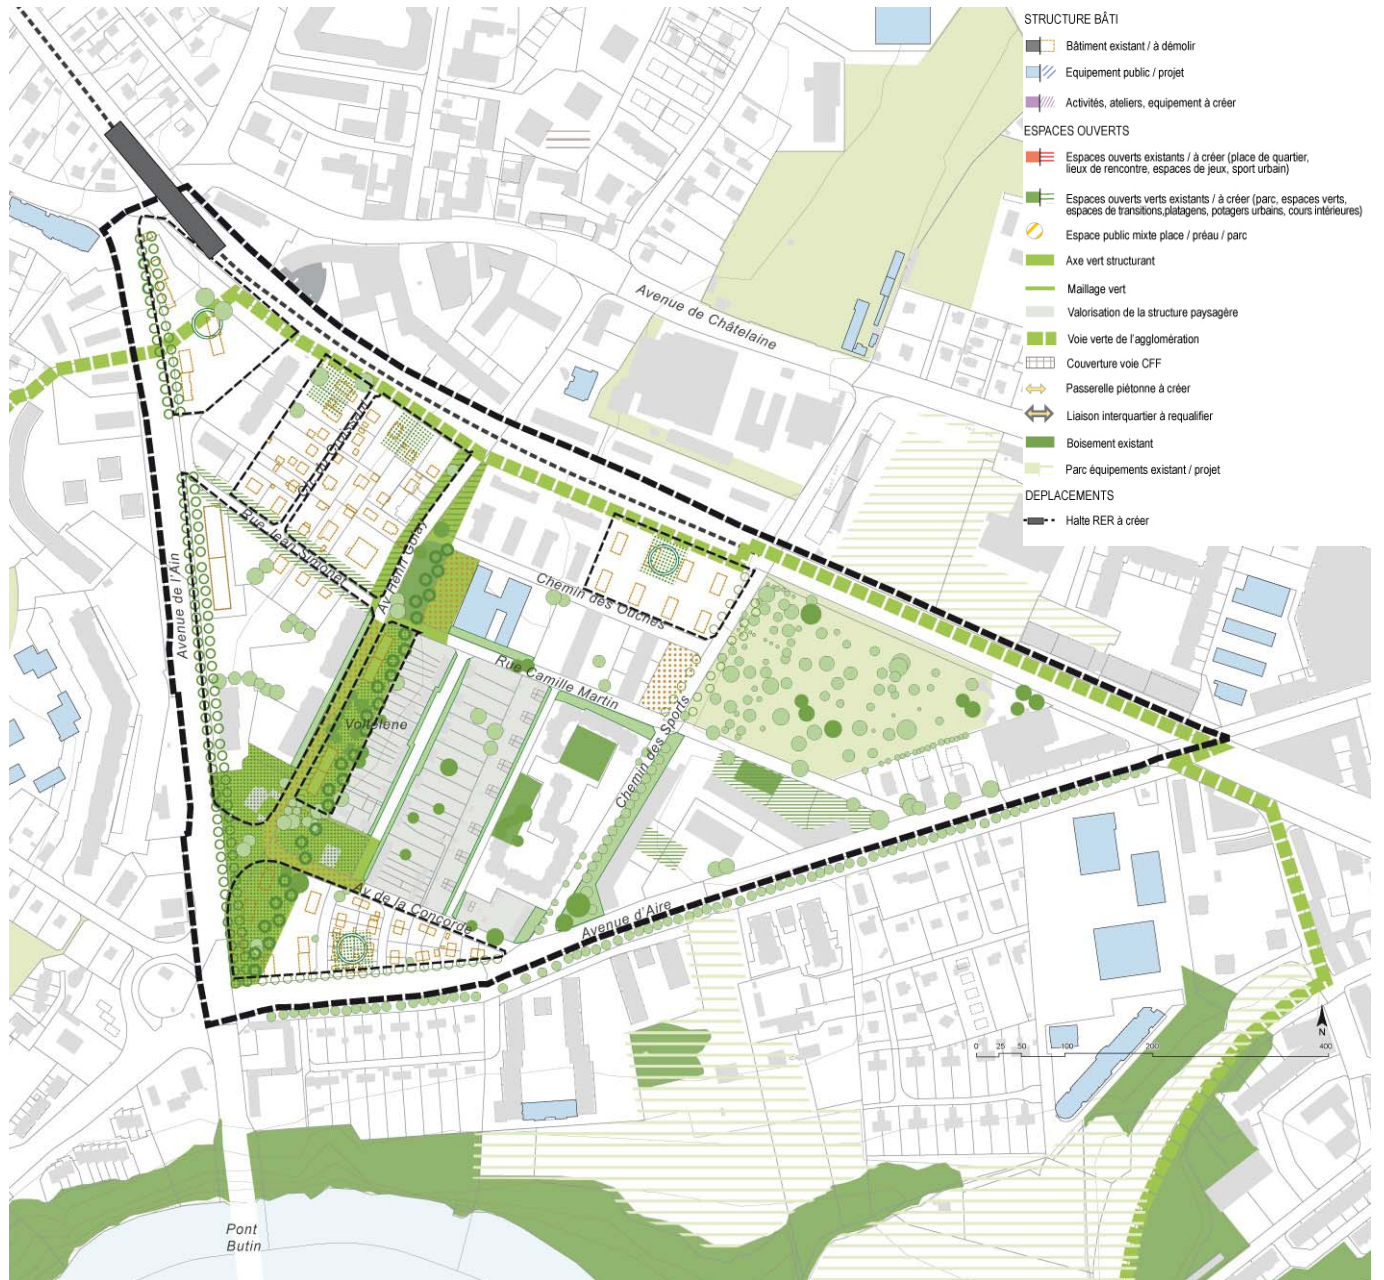 STRUCTURE BÂTI
Bâtiment existant / à démolir
Equipement public / projet
Activités, ateliers, equipement à créer
ESPACES OUVERTS
Espaces ouverts existants / à créer (place de quartier,
lieux de rencontre, espaces de jeux, sport urbain)
Espaces ouverts verts existants / à créer (parc, espaces verts,
espaces de transitions,platagens, potagers urbains, cours intérieures)
Espace public mixte place / préau / parc
Axe vert structurant
Maillage vert
Valorisation de la structure paysagère
Voie verte de l'agglomération
Couverture voie CFF
Passerelle piétonne à créer
Liaison interquartier à requalifier
Boisement existant
Parc équipements existant / projet
DEPLACEMENTS
Halte RER à créer
Avenue de Châtelaine
Rue Jean Simonet
Av Henri Golay
Avenue de l'Ain
Chemin des Ouches
Rue Camille Martin
Chemin des Sports
Av de la Concorde
Avenue d'Aire
N
0 25 50 100 200 400
Pont
Butin